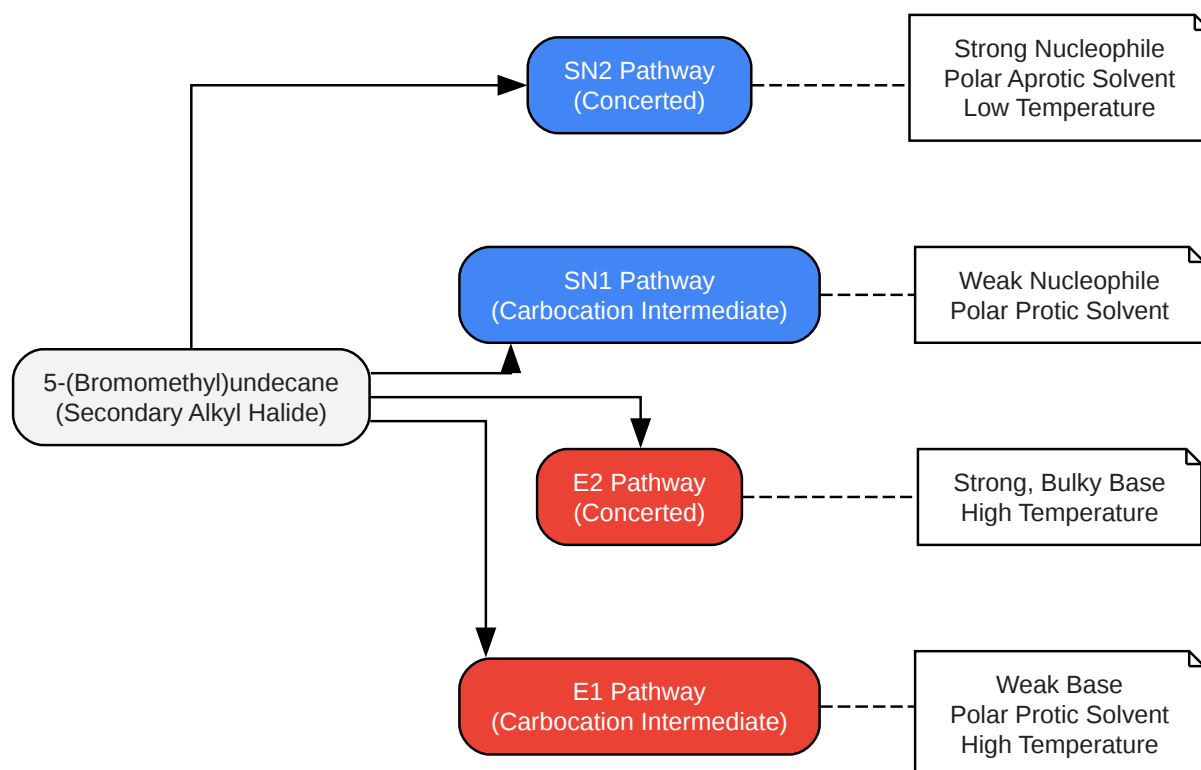 SN2 Pathway
(Concerted)
Strong Nucleophile
Polar Aprotic Solvent
Low Temperature
SN1 Pathway
(Carbocation Intermediate)
Weak Nucleophile
Polar Protic Solvent
5-(Bromomethyl)undecane
(Secondary Alkyl Halide)
E2 Pathway
(Concerted)
Strong, Bulky Base
High Temperature
E1 Pathway
(Carbocation Intermediate)
Weak Base
Polar Protic Solvent
High Temperature